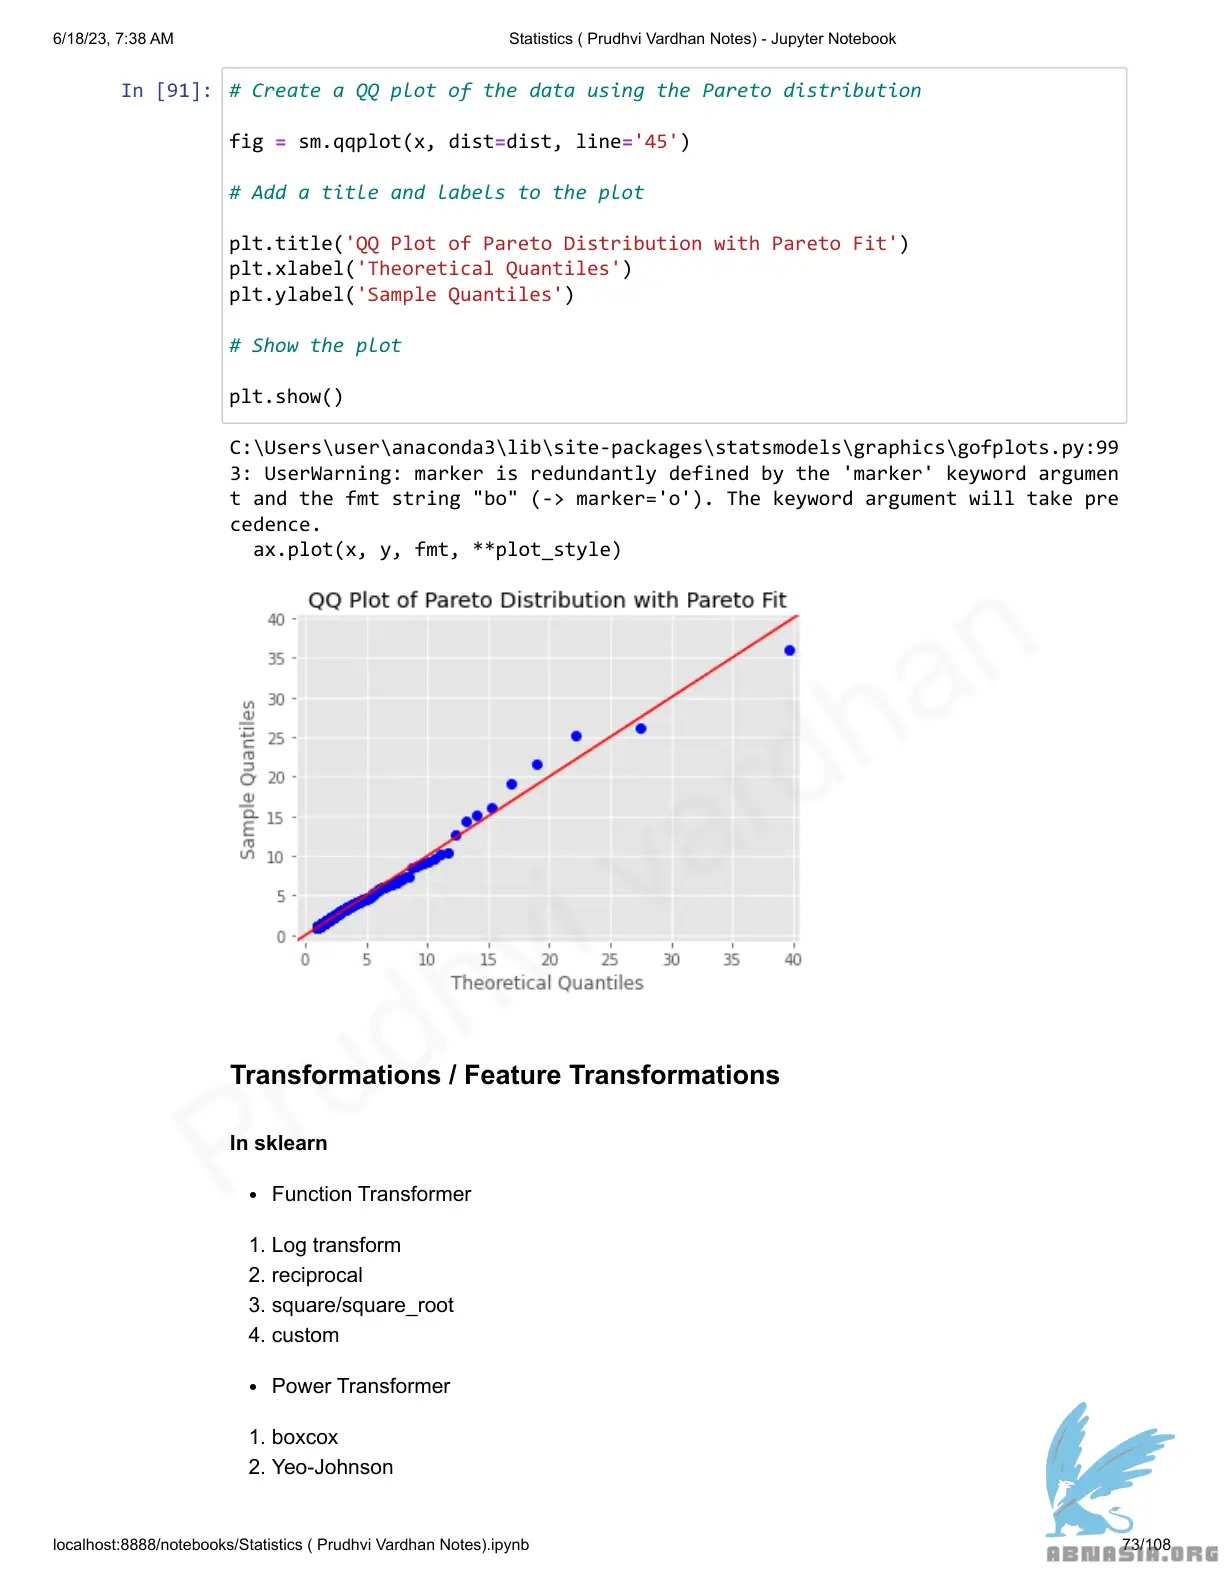 6/18/23, 7:38 AM
Statistics ( Prudhvi Vardhan Notes) - Jupyter Notebook
In [91]:
# Create a QQ plot of the data using the Pareto distribution
fig = sm.qqplot(x, dist=dist, line='45')
# Add a title and labels to the plot
plt.title('QQ Plot of Pareto Distribution with Pareto Fit')
plt.xlabel('Theoretical Quantiles')
plt.ylabel('Sample Quantiles')
# Show the plot
plt.show()
C:\Users\user\anaconda3\lib\site-packages\statsmodels\graphics\gofplots.py:99
3: UserWarning: marker is redundantly defined by the 'marker' keyword argumen
t and the fmt string "bo" (-> marker='o'). The keyword argument will take pre
cedence.
ax.plot(x, y, fmt, **plot_style)
QQ Plot of Pareto Distribution with Pareto Fit
40
35
30
25
20
15
10
5
0
Sample Quantiles
0 5 10 15 20 25 30 35 40
Theoretical Quantiles
Prudhvi vardhan
Transformations / Feature Transformations
In sklearn
• Function Transformer
1. Log transform
2. reciprocal
3. square/square_root
4. custom
• Power Transformer
1. boxcox
2. Yeo-Johnson
localhost:8888/notebooks/Statistics ( Prudhvi Vardhan Notes).ipynb
73/108
ABNASIA.ORG